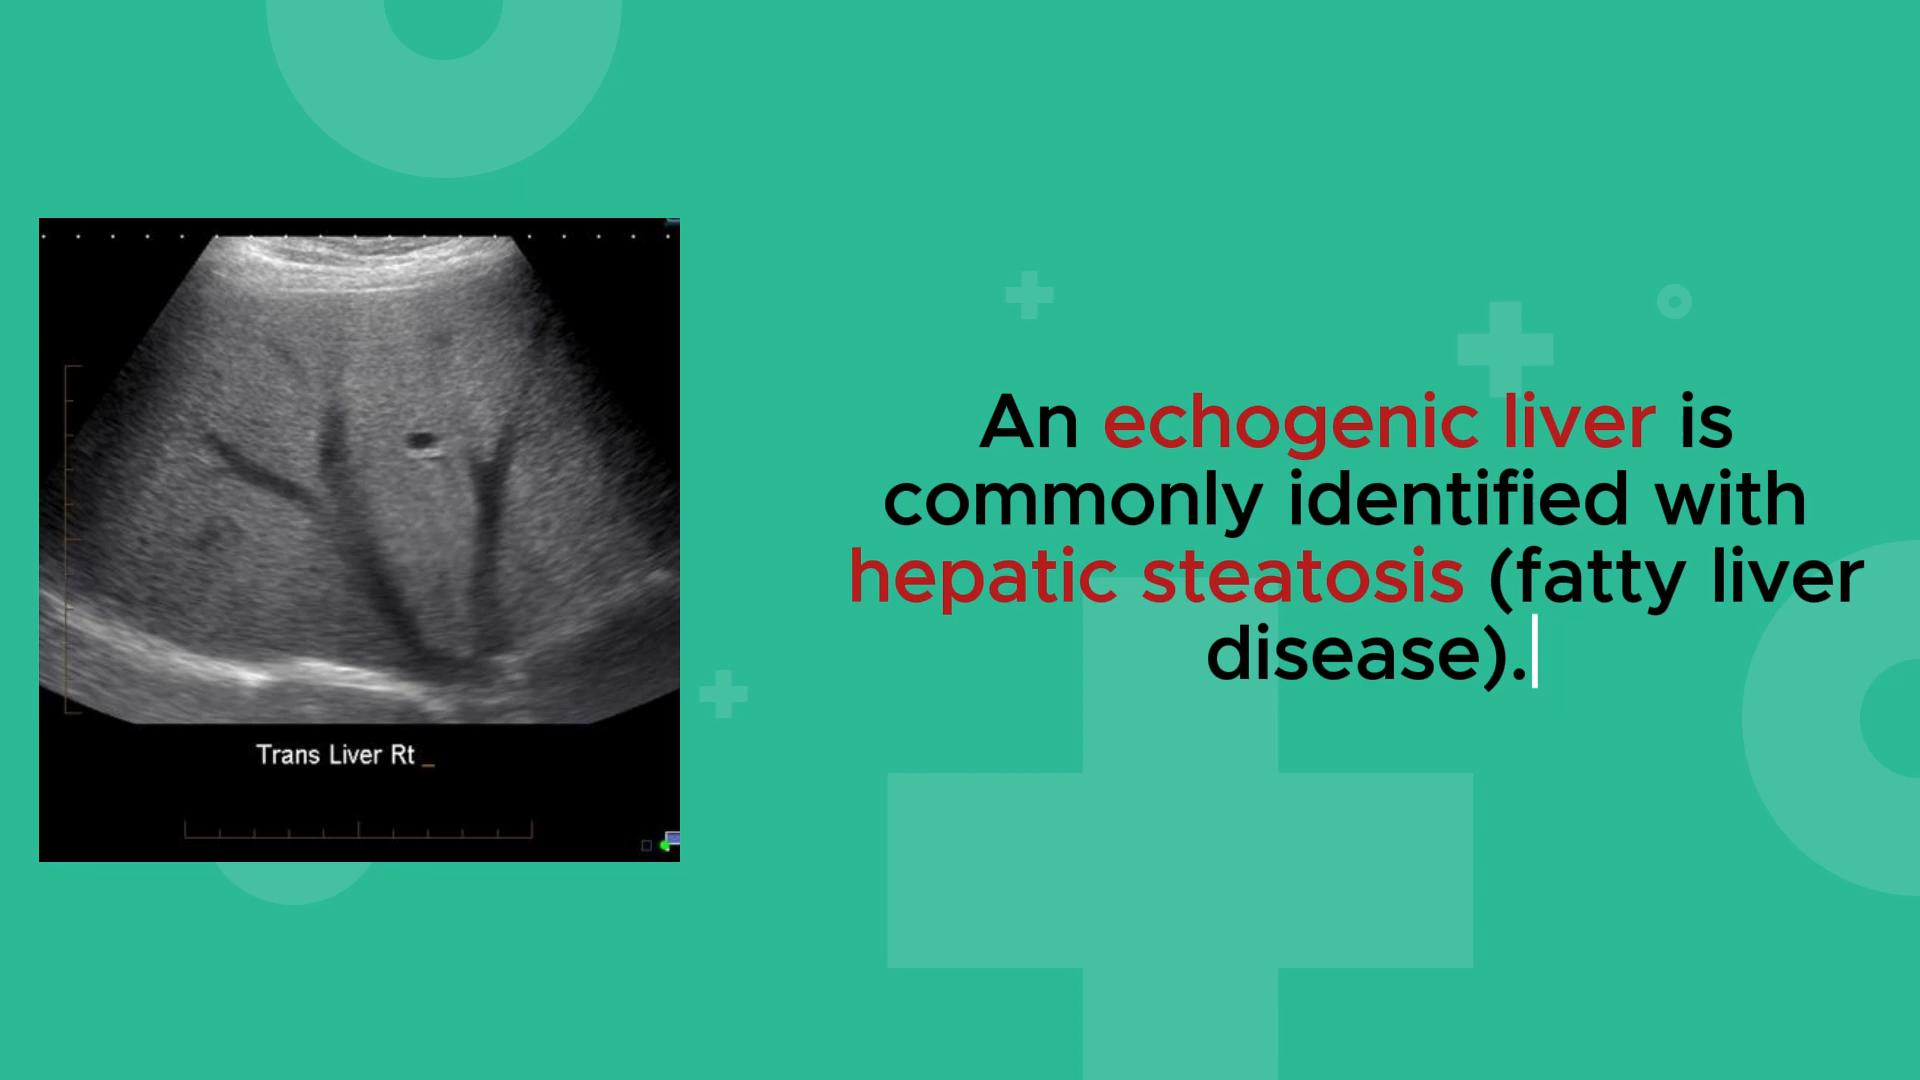 An echogenic liver is
commonly identified with
hepatic steatosis (fatty liver
disease).
Trans Liver Rt _